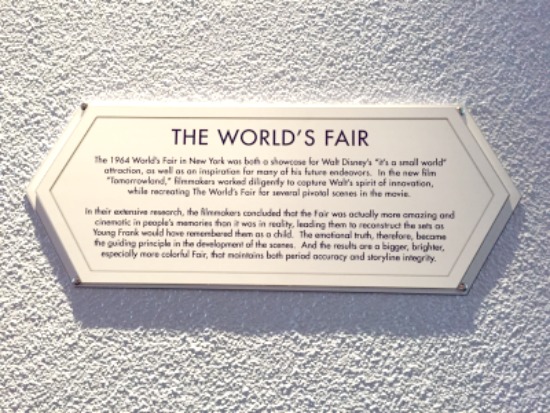 THE WORLD'S FAIR
The 1964 World's Fair in New York was both a showcase for Walt Disney's "it's a small world"
attraction, as well as an inspiration for many of his future endeavors. In the new film
"Tomorrowland," filmmakers worked diligently to capture Walt's spirit of innovation,
while recreating The World's Fair for several pivotal scenes in the movie.
In their extensive research, the filmmakers concluded that the Fair was actually more amazing and
cinematic in people's memories than it was in reality, leading them to reconstruct the sets as
Young Frank would have remembered them as a child. The emotional truth, therefore, became
the guiding principle in the development of the scenes. And the results are a bigger, brighter,
especially more colorful Fair, that maintains both period accuracy and storyline integrity.